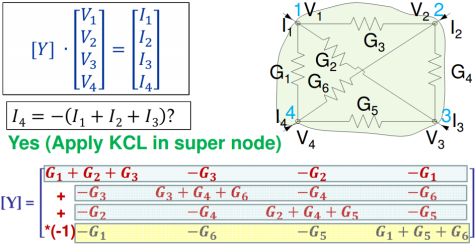 [Y] · [V₁ V₂ V₃ V₄] = [I₁ I₂ I₃ I₄]
I₄ = −(I₁ + I₂ + I₃)?
1 V₁ V₂ 2
I₁ I₂
G₃
G₂
G₁ G₆ G₄
I₄ 4 G₅ 3 I₃
V₄ V₃
Yes (Apply KCL in super node)
[Y] =
G₁ + G₂ + G₃ −G₃ −G₂ −G₁
+ −G₃ G₃ + G₄ + G₆ −G₄ −G₆
+ −G₂ −G₄ G₂ + G₄ + G₅ −G₅
*(-1) −G₁ −G₆ −G₅ G₁ + G₅ + G₆